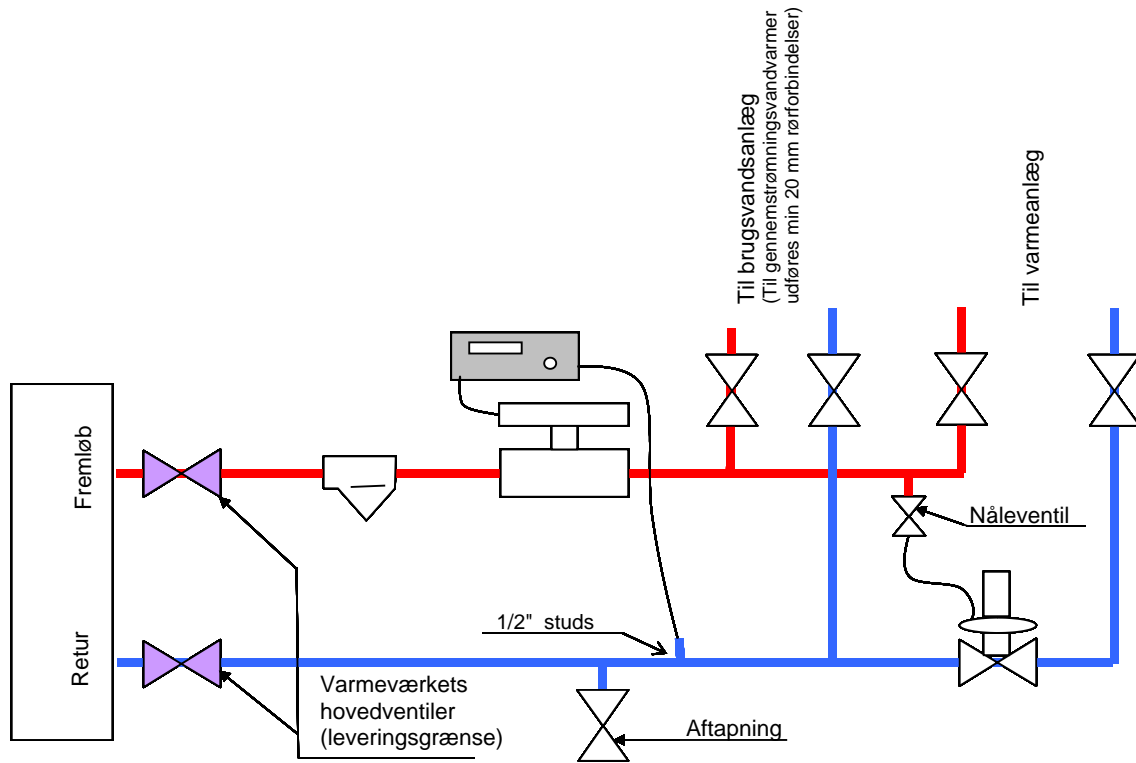 Til brugsvandsanlæg
(Til gennemstrømningsvandvarmer
udføres min 20 mm rørforbindelser)
Til varmeanlæg
Fremløb
Nåleventil
1/2" studs
Retur
Varmeværkets
hovedventiler
(leveringsgrænse)
Aftapning